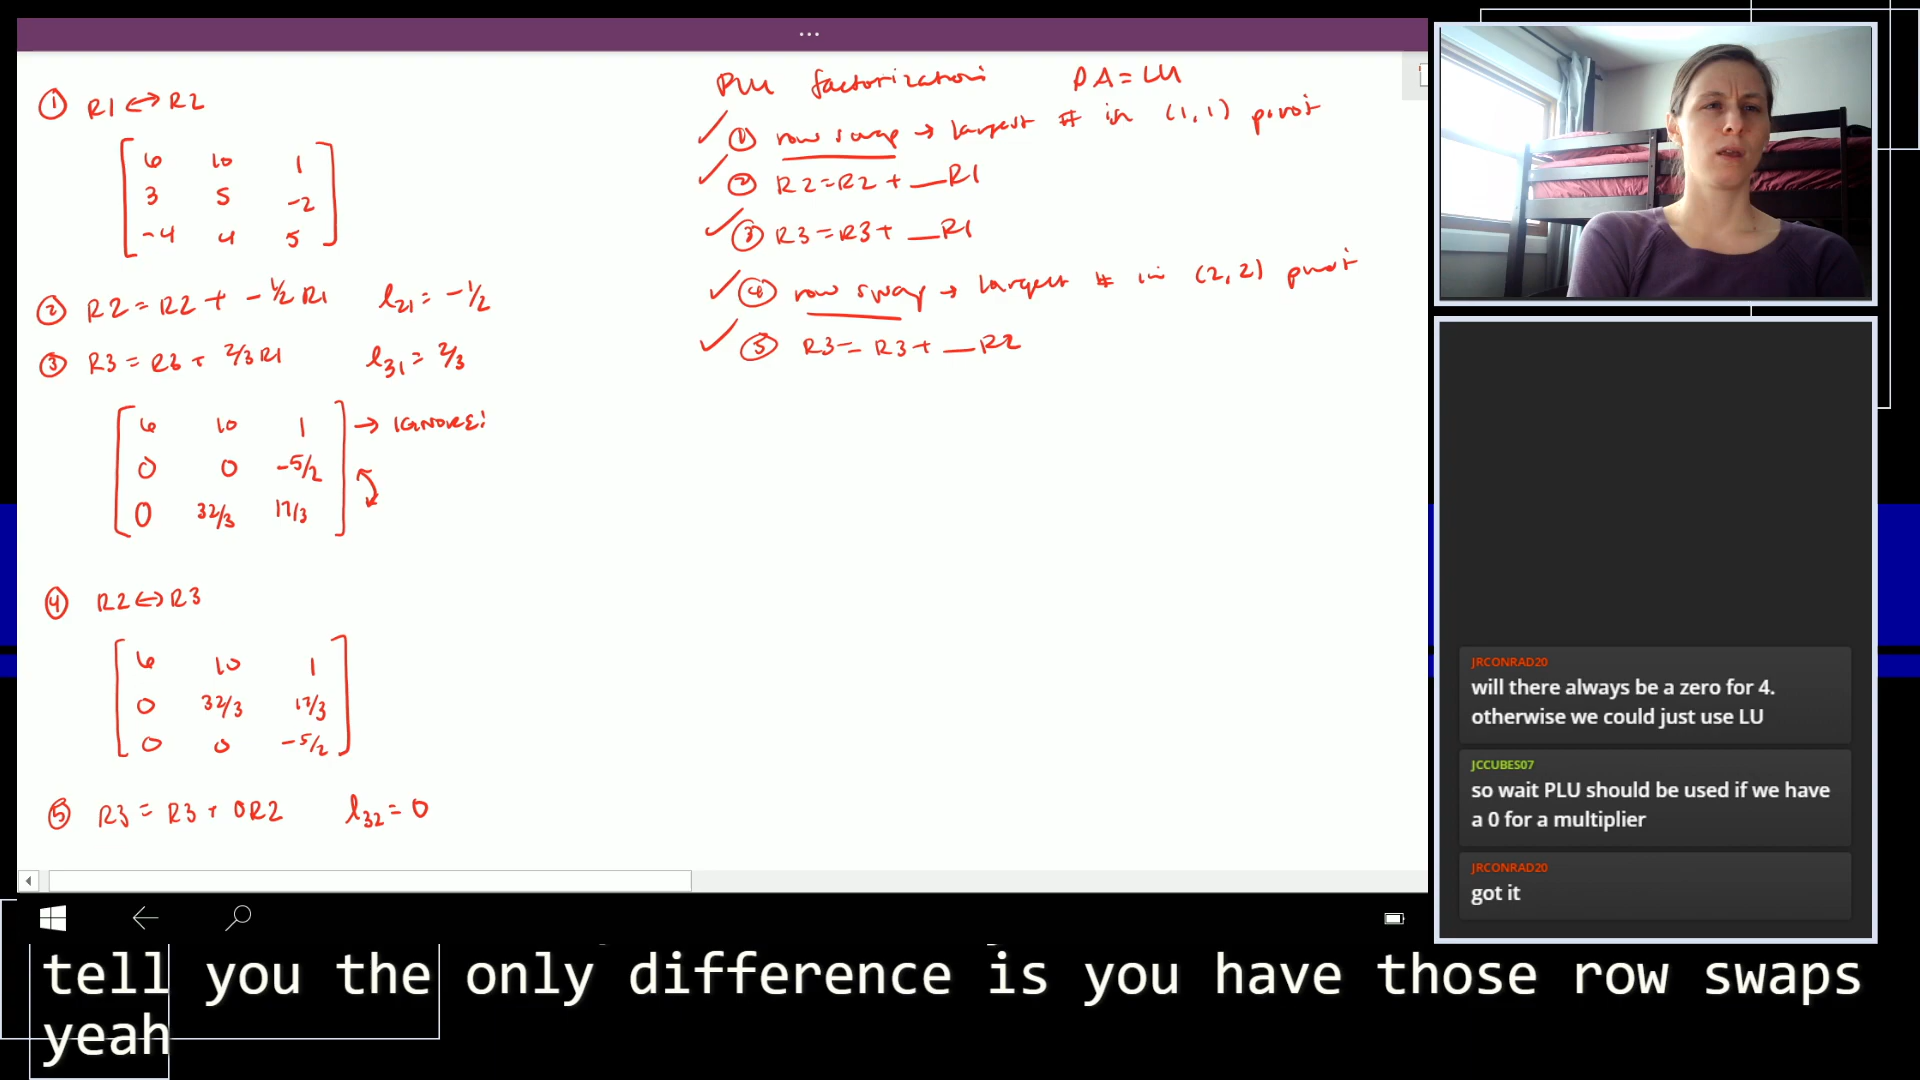 ① R1 ↔ R2
6 10 1
3 5 -2
-4 4 5
② R2 = R2 + -1/2 R1 l21 = -1/2
③ R3 = R3 + 2/3 R1 l31 = 2/3
6 10 1 → IGNORE!
0 0 -5/2
0 32/3 17/3
④ R2 ↔ R3
6 10 1
0 32/3 17/3
0 0 -5/2
⑤ R3 = R3 + 0R2 l32 = 0
PLU factorization PA = LU
✓ ① row swap → largest # in (1,1) pivot
✓ ② R2 = R2 + __R1
✓ ③ R3 = R3 + __R1
✓ ④ row swap → largest # in (2,2) pivot
✓ ⑤ R3 = R3 + __R2
JRCONRAD20
will there always be a zero for 4.
otherwise we could just use LU
JCCUBES07
so wait PLU should be used if we have
a 0 for a multiplier
JRCONRAD20
got it
tell you the only difference is you have those row swaps
yeah